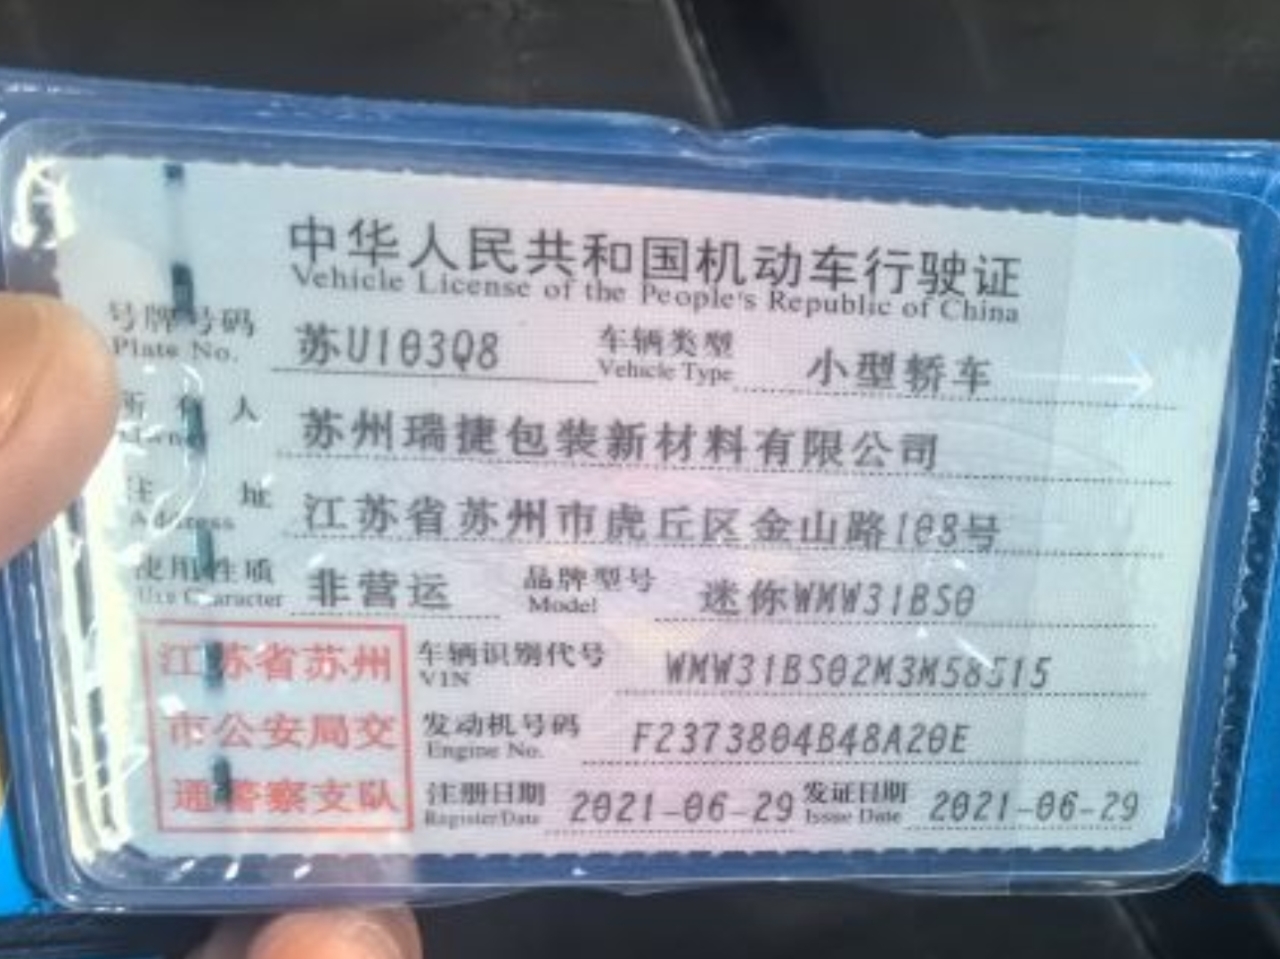 中华人民共和国机动车行驶证
Vehicle License of the People's Republic of China
号牌号码 苏U103Q8 车辆类型 小型轿车
Plate No. Vehicle Type
所有人 苏州瑞捷包装新材料有限公司
住址 江苏省苏州市虎丘区金山路108号
Address
使用性质 非营运 品牌型号 迷你WMW31BS0
Use Character Model
江苏省苏州
市公安局交
通警察支队
车辆识别代号 WMW31BS02M3M58515
VIN
发动机号码 F2373804B48A20E
Engine No.
注册日期 2021-06-29 发证日期 2021-06-29
Register Date Issue Date